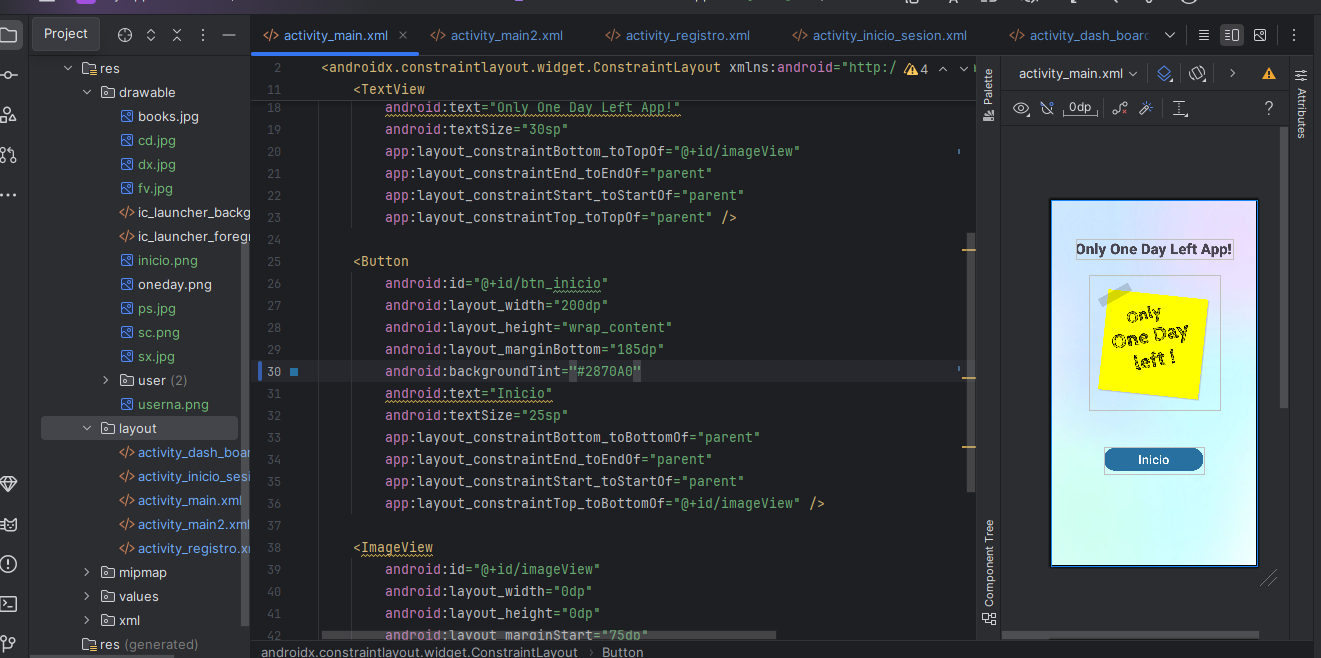 Project
activity_main.xml
activity_main2.xml
activity_registro.xml
activity_inicio_sesion.xml
activity_dash_board
res
drawable
books.jpg
cd.jpg
dx.jpg
fv.jpg
ic_launcher_backg
ic_launcher_foregr
inicio.png
oneday.png
ps.jpg
sc.png
sx.jpg
user (2)
userna.png
layout
activity_dash_boar
activity_inicio_sesi
activity_main.xml
activity_main2.xml
activity_registro.xm
mipmap
values
xml
res (generated)
2 <androidx.constraintlayout.widget.ConstraintLayout xmlns:android="http:/
4
11 <TextView
18 android:text="Only One Day Left App!"
19 android:textSize="30sp"
20 app:layout_constraintBottom_toTopOf="@+id/imageView"
21 app:layout_constraintEnd_toEndOf="parent"
22 app:layout_constraintStart_toStartOf="parent"
23 app:layout_constraintTop_toTopOf="parent" />
24
25 <Button
26 android:id="@+id/btn_inicio"
27 android:layout_width="200dp"
28 android:layout_height="wrap_content"
29 android:layout_marginBottom="185dp"
30 android:backgroundTint="#2870A0"
31 android:text="Inicio"
32 android:textSize="25sp"
33 app:layout_constraintBottom_toBottomOf="parent"
34 app:layout_constraintEnd_toEndOf="parent"
35 app:layout_constraintStart_toStartOf="parent"
36 app:layout_constraintTop_toBottomOf="@+id/imageView" />
37
38 <ImageView
39 android:id="@+id/imageView"
40 android:layout_width="0dp"
41 android:layout_height="0dp"
42 android:layout_marginStart="75dp"
androidx.constraintlayout.widget.ConstraintLayout › Button
Palette
Component Tree
activity_main.xml
0dp
?
Attributes
Only One Day Left App!
Only
One Day
left !
Inicio